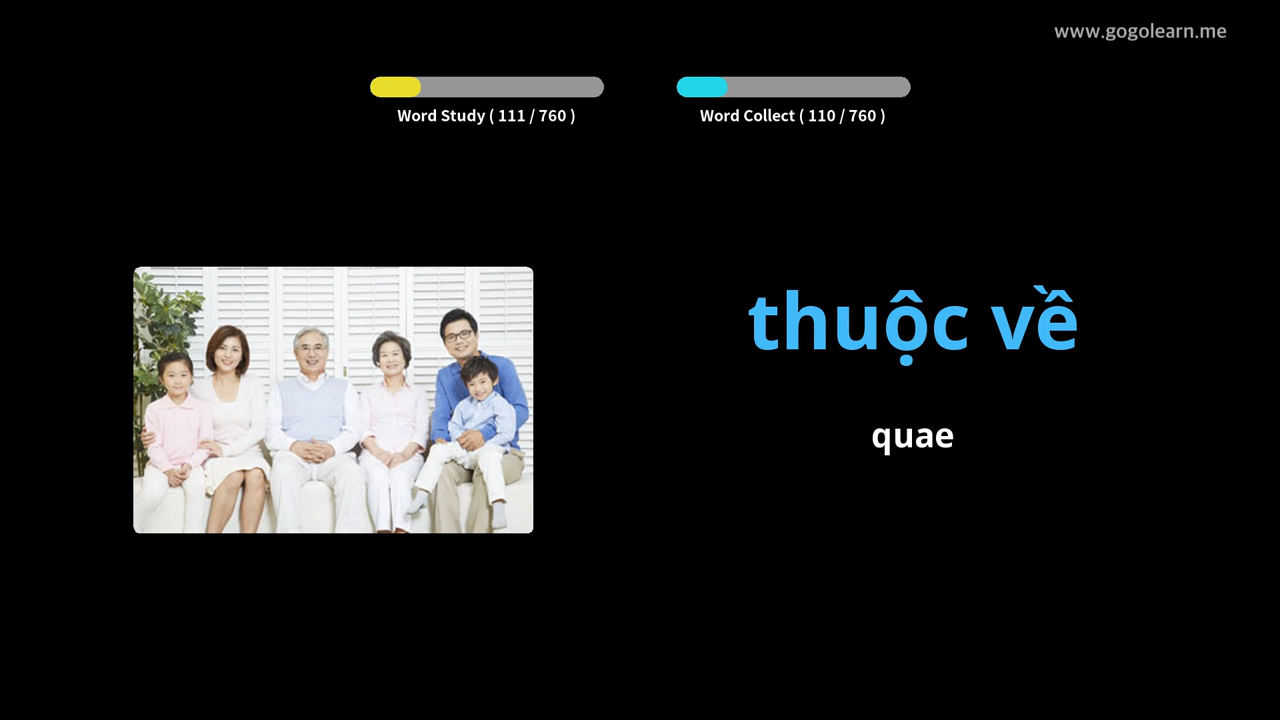 www.gogolearn.me
Word Study ( 111 / 760 )
Word Collect ( 110 / 760 )
thuộc về
quae